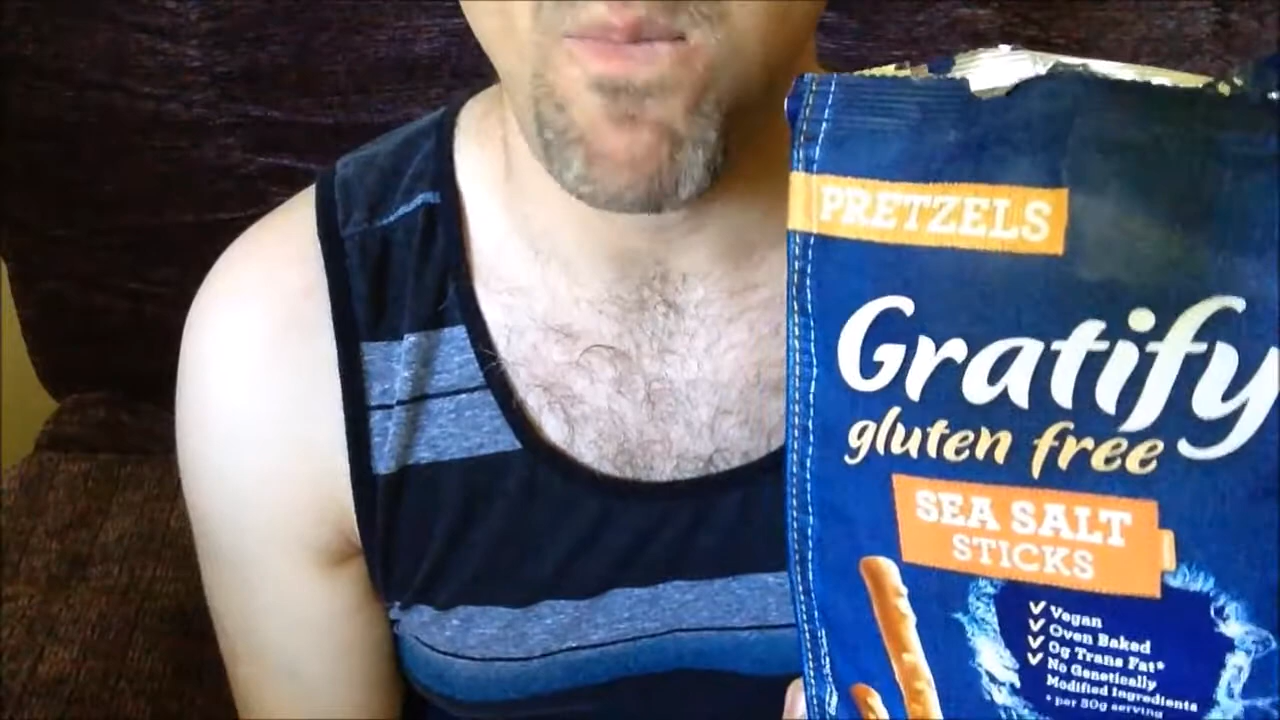 PRETZELS
Gratify
gluten free
SEA SALT
STICKS
Vegan
Oven Baked
0g Trans Fat*
No Genetically
Modified Ingredients
* per 30g serving